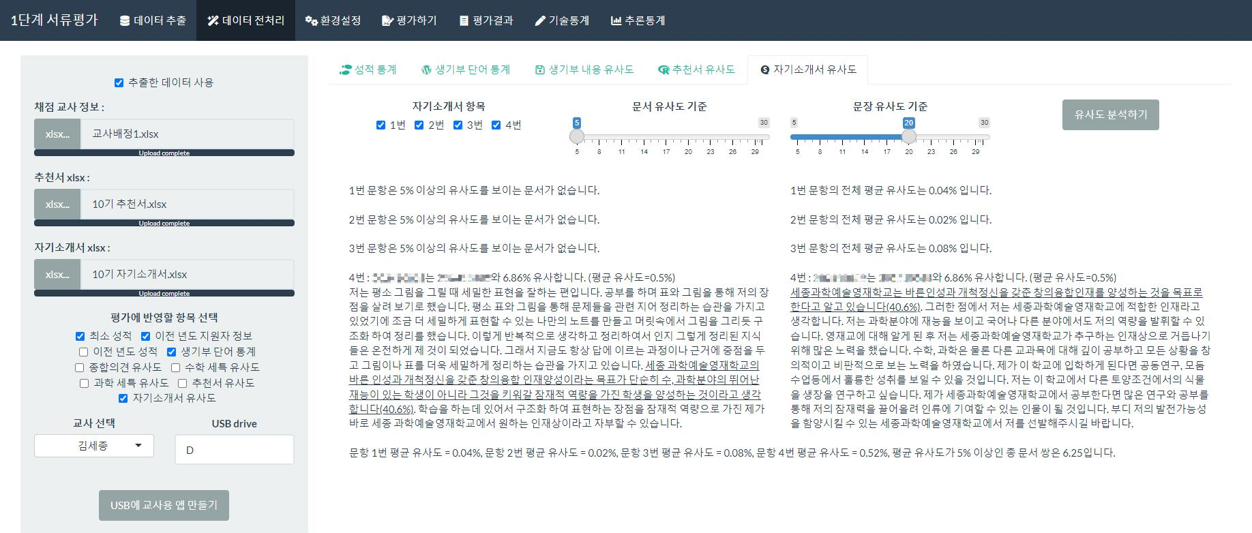 1단계 서류평가 데이터 추출 데이터 전처리 환경설정 평가하기 평가결과 기술통계 추론통계
추출한 데이터 사용
채점 교사 정보 :
xlsx... 교사배정1.xlsx
Upload complete
추천서 xlsx :
xlsx... 10기 추천서.xlsx
Upload complete
자기소개서 xlsx :
xlsx... 10기 자기소개서.xlsx
Upload complete
평가에 반영할 항목 선택
최소 성적 이전 년도 지원자 정보
이전 년도 성적 생기부 단어 통계
종합의견 유사도 수학 세특 유사도
과학 세특 유사도 추천서 유사도
자기소개서 유사도
교사 선택 USB drive
김세종 D
USB에 교사용 앱 만들기
성적 통계 생기부 단어 통계 생기부 내용 유사도 추천서 유사도 자기소개서 유사도
자기소개서 항목 문서 유사도 기준 문장 유사도 기준
1번 2번 3번 4번
5 30
5 8 11 14 17 20 23 26 29
5 20 30
5 8 11 14 17 20 23 26 29
유사도 분석하기
1번 문항은 5% 이상의 유사도를 보이는 문서가 없습니다.
2번 문항은 5% 이상의 유사도를 보이는 문서가 없습니다.
3번 문항은 5% 이상의 유사도를 보이는 문서가 없습니다.
4번 : 는 와 6.86% 유사합니다. (평균 유사도=0.5%)
저는 평소 그림을 그릴 때 세밀한 표현을 잘하는 편입니다. 공부를 하며 표와 그림을 통해 저의 장
점을 살려 보기로 했습니다. 평소 표와 그림을 통해 문제들을 관련 지어 정리하는 습관을 가지고
있었기에 조금 더 세밀하게 표현할 수 있는 나만의 노트를 만들고 머릿속에서 그림을 그리듯 구
조화 하여 정리를 했습니다. 이렇게 반복적으로 생각하고 정리하여서 인지 그렇게 정리된 지식
들은 온전하게 제 것이 되었습니다. 그래서 지금도 항상 답에 이르는 과정이나 근거에 중점을 두
고 그림이나 표를 더욱 세밀하게 정리하는 습관을 가지고 있습니다. 세종 과학예술영재학교의
바른 인성과 개척정신을 갖춘 창의융합 인재양성이라는 목표가 단순히 수, 과학분야의 뛰어난
재능이 있는 학생이 아니라 그것을 키워갈 잠재적 역량을 가진 학생을 양성하는 것이라고 생각
합니다(40.6%). 학습을 하는데 있어서 구조화 하여 표현하는 장점을 잠재적 역량으로 가진 제가
바로 세종 과학예술영재학교에서 원하는 인재상이라고 자부할 수 있습니다.
1번 문항의 전체 평균 유사도는 0.04% 입니다.
2번 문항의 전체 평균 유사도는 0.02% 입니다.
3번 문항의 전체 평균 유사도는 0.08% 입니다.
4번 : 는 와 6.86% 유사합니다. (평균 유사도=0.5%)
세종과학예술영재학교는 바른인성과 개척정신을 갖춘 창의융합인재를 양성하는 것을 목표로
한다고 알고 있습니다(40.6%). 그러한 점에서 저는 세종과학예술영재학교에 적합한 인재라고
생각합니다. 저는 과학분야에 재능을 보이고 국어나 다른 분야에서도 저의 역량을 발휘할 수 있
습니다. 영재교에 대해 알게 된 후 저는 세종과학예술영재학교가 추구하는 인재상으로 거듭나기
위해 많은 노력을 했습니다. 수학, 과학은 물론 다른 교과목에 대해 깊이 공부하고 모든 상황을 창
의적이고 비판적으로 보는 노력을 하였습니다. 제가 이 학교에 입학하게 된다면 공동연구, 모둠
수업등에서 훌륭한 성취를 보일 수 있을 것입니다. 저는 이 학교에서 다른 토양조건에서의 식물
의 생장을 연구하고 싶습니다. 제가 세종과학예술영재학교에서 공부한다면 많은 연구와 공부를
통해 저의 잠재력을 끌어올려 인류에 기여할 수 있는 인물이 될 것입니다. 부디 저의 발전가능성
을 함양시킬 수 있는 세종과학예술영재학교에서 저를 선발해주시길 바랍니다.
문항 1번 평균 유사도 = 0.04%, 문항 2번 평균 유사도 = 0.02%, 문항 3번 평균 유사도 = 0.08%, 문항 4번 평균 유사도 = 0.52%, 평균 유사도가 5% 이상인 총 문서 쌍은 6.25입니다.